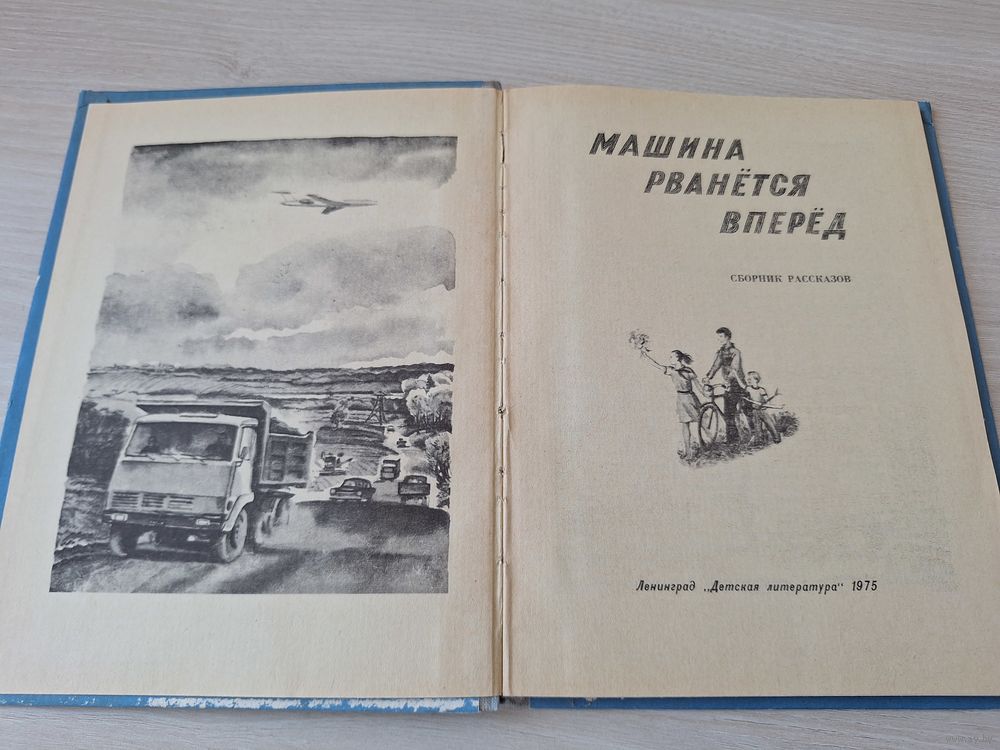 МАШИНА
РВАНЁТСЯ
ВПЕРЁД
СБОРНИК РАССКАЗОВ
Ленинград „Детская литература“ 1975